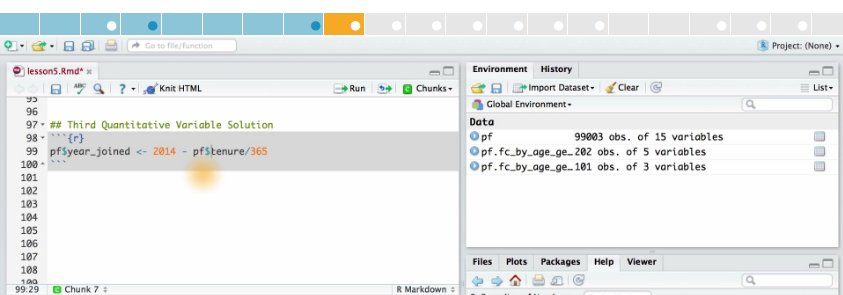 Go to file/function
Project: (None)
lesson5.Rmd* ×
ABC ? Knit HTML Run Chunks
95
96
97 ## Third Quantitative Variable Solution
98 ```{r}
99 pf$year_joined <- 2014 - pf$tenure/365
100 ```
101
102
103
104
105
106
107
108
109
99:29 Chunk 7 R Markdown
Environment History
Import Dataset Clear List
Global Environment
Data
pf 99003 obs. of 15 variables
pf.fc_by_age_ge… 202 obs. of 5 variables
pf.fc_by_age_ge… 101 obs. of 3 variables
Files Plots Packages Help Viewer